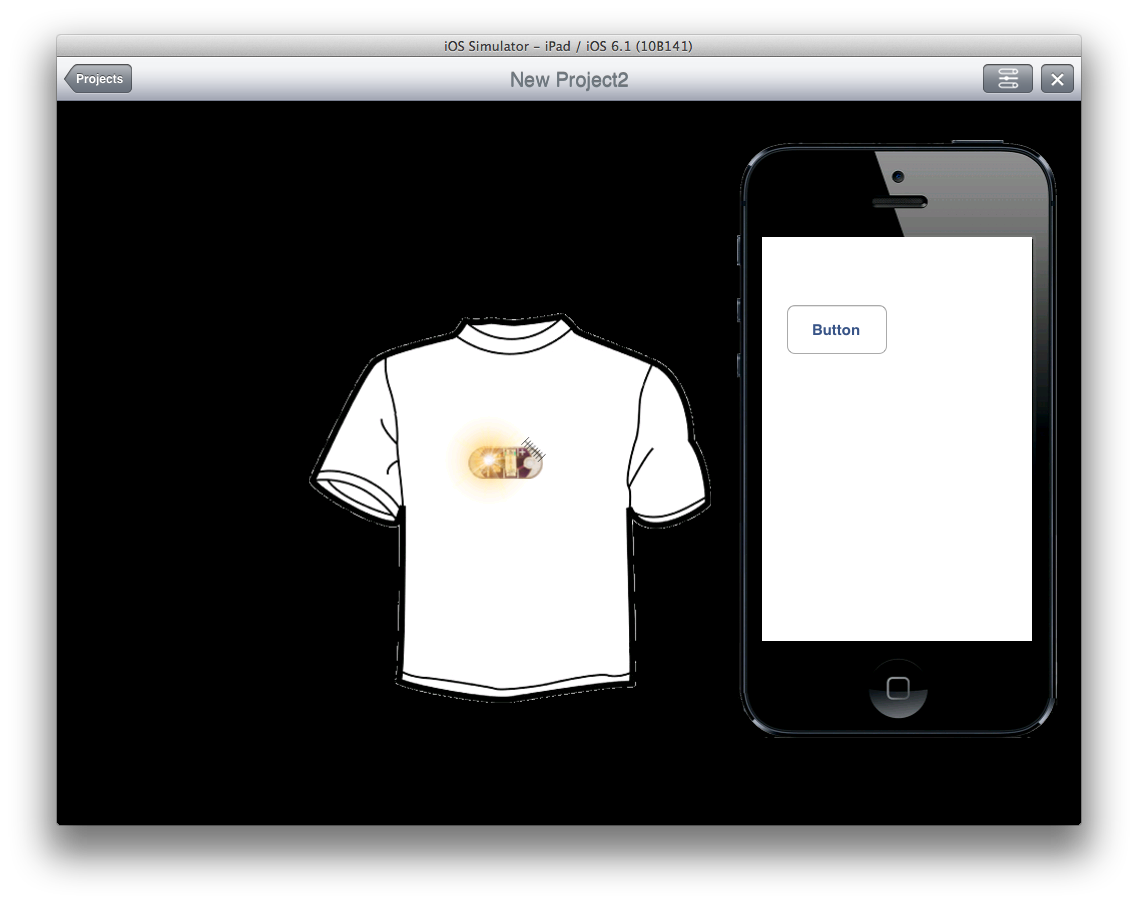 iOS Simulator – iPad / iOS 6.1 (10B141)
Projects
New Project2
Button